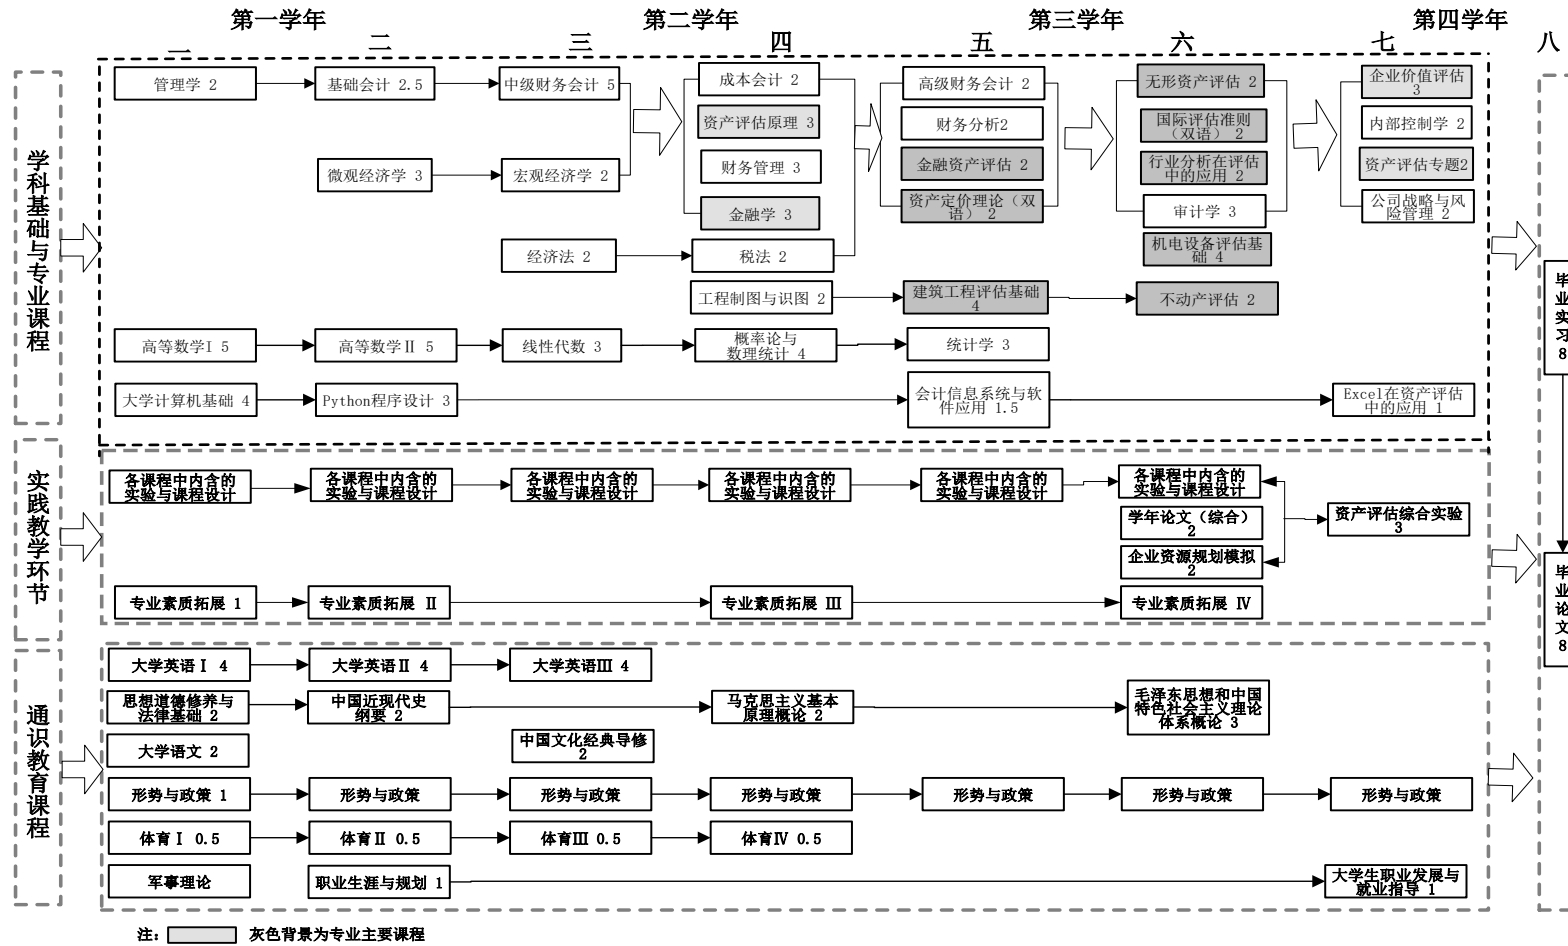 第一学年 第二学年 第三学年 第四学年
一 二 三 四 五 六 七 八
学科基础与专业课程
管理学 2
基础会计 2.5
中级财务会计 5
成本会计 2
高级财务会计 2
无形资产评估 2
企业价值评估
3
资产评估原理 3
财务分析2
国际评估准则
（双语） 2
内部控制学 2
微观经济学 3
宏观经济学 2
财务管理 3
金融资产评估 2
行业分析在评估
中的应用 2
资产评估专题2
金融学 3
资产定价理论（双
语） 2
审计学 3
公司战略与风
险管理 2
经济法 2
税法 2
机电设备评估基
础 4
工程制图与识图 2
建筑工程评估基础
4
不动产评估 2
高等数学I 5
高等数学Ⅱ 5
线性代数 3
概率论与
数理统计 4
统计学 3
大学计算机基础 4
Python程序设计 3
会计信息系统与软
件应用 1.5
Excel在资产评估
中的应用 1
毕业实习8
实践教学环节
各课程中内含的
实验与课程设计
各课程中内含的
实验与课程设计
各课程中内含的
实验与课程设计
各课程中内含的
实验与课程设计
各课程中内含的
实验与课程设计
各课程中内含的
实验与课程设计
学年论文（综合）
2
资产评估综合实验
3
企业资源规划模拟
2
专业素质拓展 1
专业素质拓展 Ⅱ
专业素质拓展 Ⅲ
专业素质拓展 Ⅳ
毕业论文8
通识教育课程
大学英语Ⅰ 4
大学英语Ⅱ 4
大学英语Ⅲ 4
思想道德修养与
法律基础 2
中国近现代史
纲要 2
马克思主义基本
原理概论 2
毛泽东思想和中国
特色社会主义理论
体系概论 3
大学语文 2
中国文化经典导修
2
形势与政策 1
形势与政策
形势与政策
形势与政策
形势与政策
形势与政策
形势与政策
体育Ⅰ 0.5
体育Ⅱ 0.5
体育Ⅲ 0.5
体育Ⅳ 0.5
军事理论
职业生涯与规划 1
大学生职业发展与
就业指导 1
注： 灰色背景为专业主要课程